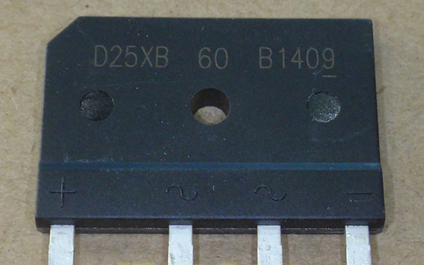 D25XB 60 B1409
+ ~ ~ -